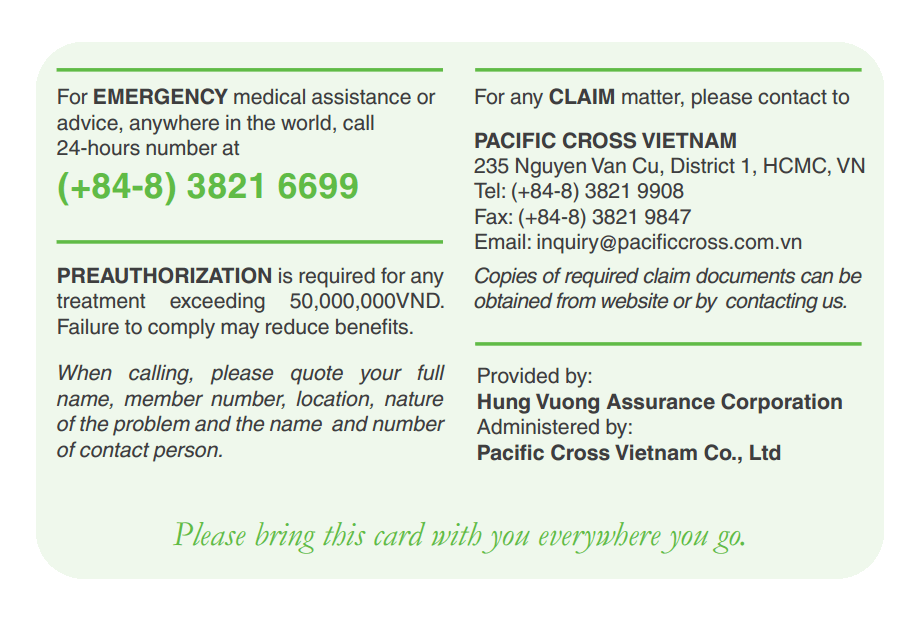 For EMERGENCY medical assistance or
advice, anywhere in the world, call
24-hours number at
(+84-8) 3821 6699
PREAUTHORIZATION is required for any
treatment exceeding 50,000,000VND.
Failure to comply may reduce benefits.
When calling, please quote your full
name, member number, location, nature
of the problem and the name and number
of contact person.
For any CLAIM matter, please contact to
PACIFIC CROSS VIETNAM
235 Nguyen Van Cu, District 1, HCMC, VN
Tel: (+84-8) 3821 9908
Fax: (+84-8) 3821 9847
Email: inquiry@pacificcross.com.vn
Copies of required claim documents can be
obtained from website or by contacting us.
Provided by:
Hung Vuong Assurance Corporation
Administered by:
Pacific Cross Vietnam Co., Ltd
Please bring this card with you everywhere you go.